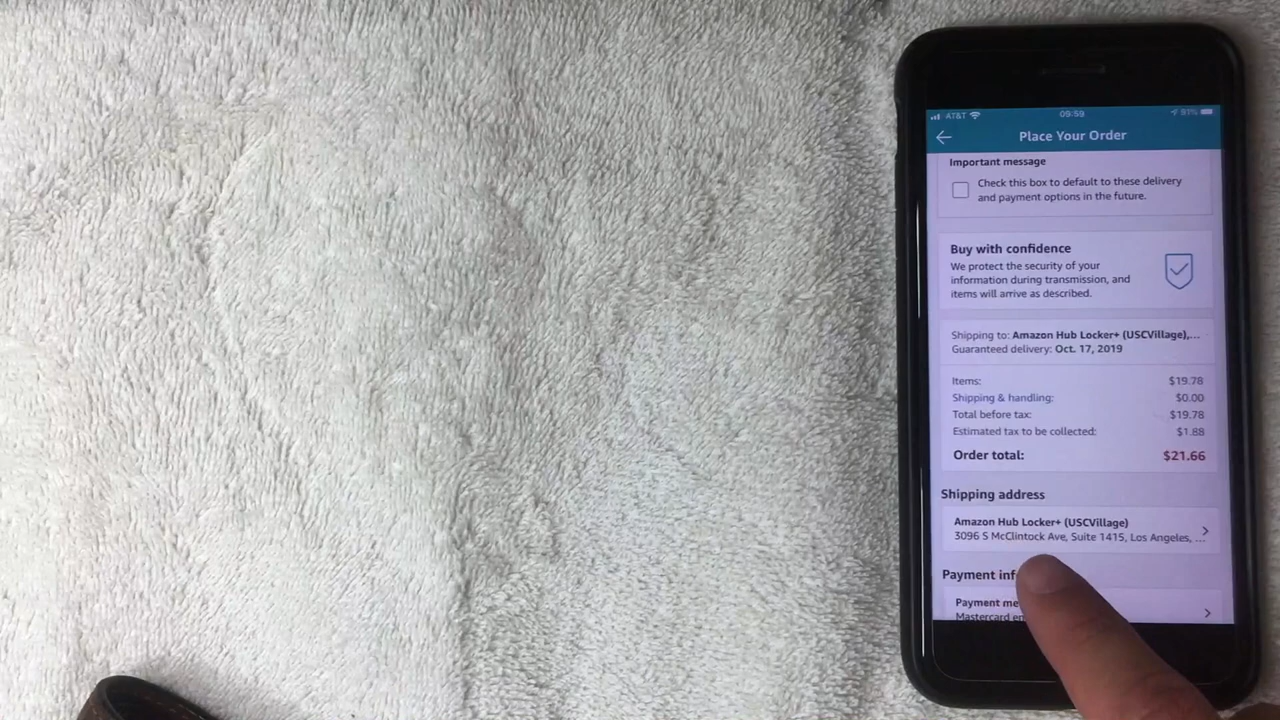 AT&T 09:59 91%
Place Your Order
Important message
Check this box to default to these delivery
and payment options in the future.
Buy with confidence
We protect the security of your
information during transmission, and
items will arrive as described.
Shipping to: Amazon Hub Locker+ (USCVillage),...
Guaranteed delivery: Oct. 17, 2019
Items: $19.78
Shipping & handling: $0.00
Total before tax: $19.78
Estimated tax to be collected: $1.88
Order total: $21.66
Shipping address
Amazon Hub Locker+ (USCVillage)
3096 S McClintock Ave, Suite 1415, Los Angeles, ...
Payment
Payment
Mastercard